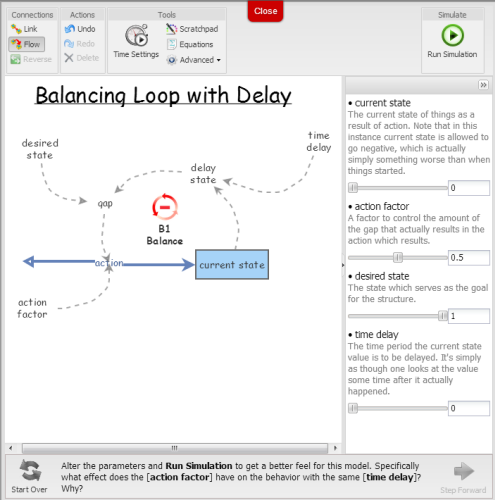 Connections
Actions
Tools
Close
Simulate
Link
Flow
Reverse
Undo
Redo
Delete
Time Settings
Scratchpad
Equations
Advanced
Run Simulation
Balancing Loop with Delay
desired
state
time
delay
delay
state
gap
B1
Balance
action
current state
action
factor
• current state
The current state of things as a
result of action. Note that in this
instance current state is allowed to
go negative, which is actually
simply something worse than when
things started.
0
• action factor
A factor to control the amount of
the gap that actually results in the
action which results.
0.5
• desired state
The state which serves as the goal
for the structure.
1
• time delay
The time period the current state
value is to be delayed. It's simply
as though one looks at the value
some time after it actually
happened.
0
Start Over
Alter the parameters and Run Simulation to get a better feel for this model. Specifically
what effect does the [action factor] have on the behavior with the same [time delay]?
Why?
Step Forward